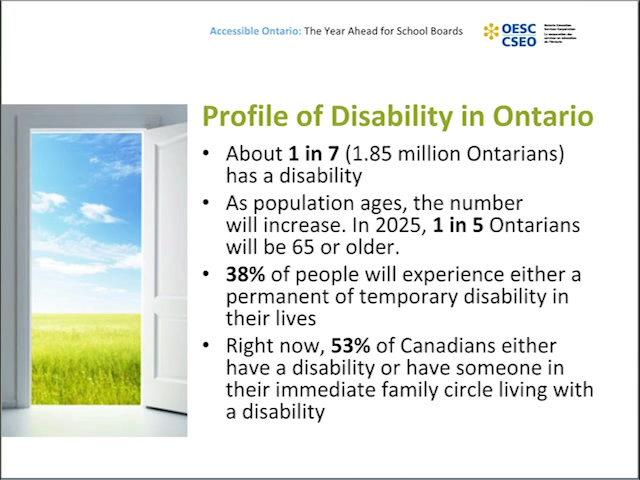 Accessible Ontario: The Year Ahead for School Boards
OESC
CSEO
Profile of Disability in Ontario
• About 1 in 7 (1.85 million Ontarians)
has a disability
• As population ages, the number
will increase. In 2025, 1 in 5 Ontarians
will be 65 or older.
• 38% of people will experience either a
permanent of temporary disability in
their lives
• Right now, 53% of Canadians either
have a disability or have someone in
their immediate family circle living with
a disability